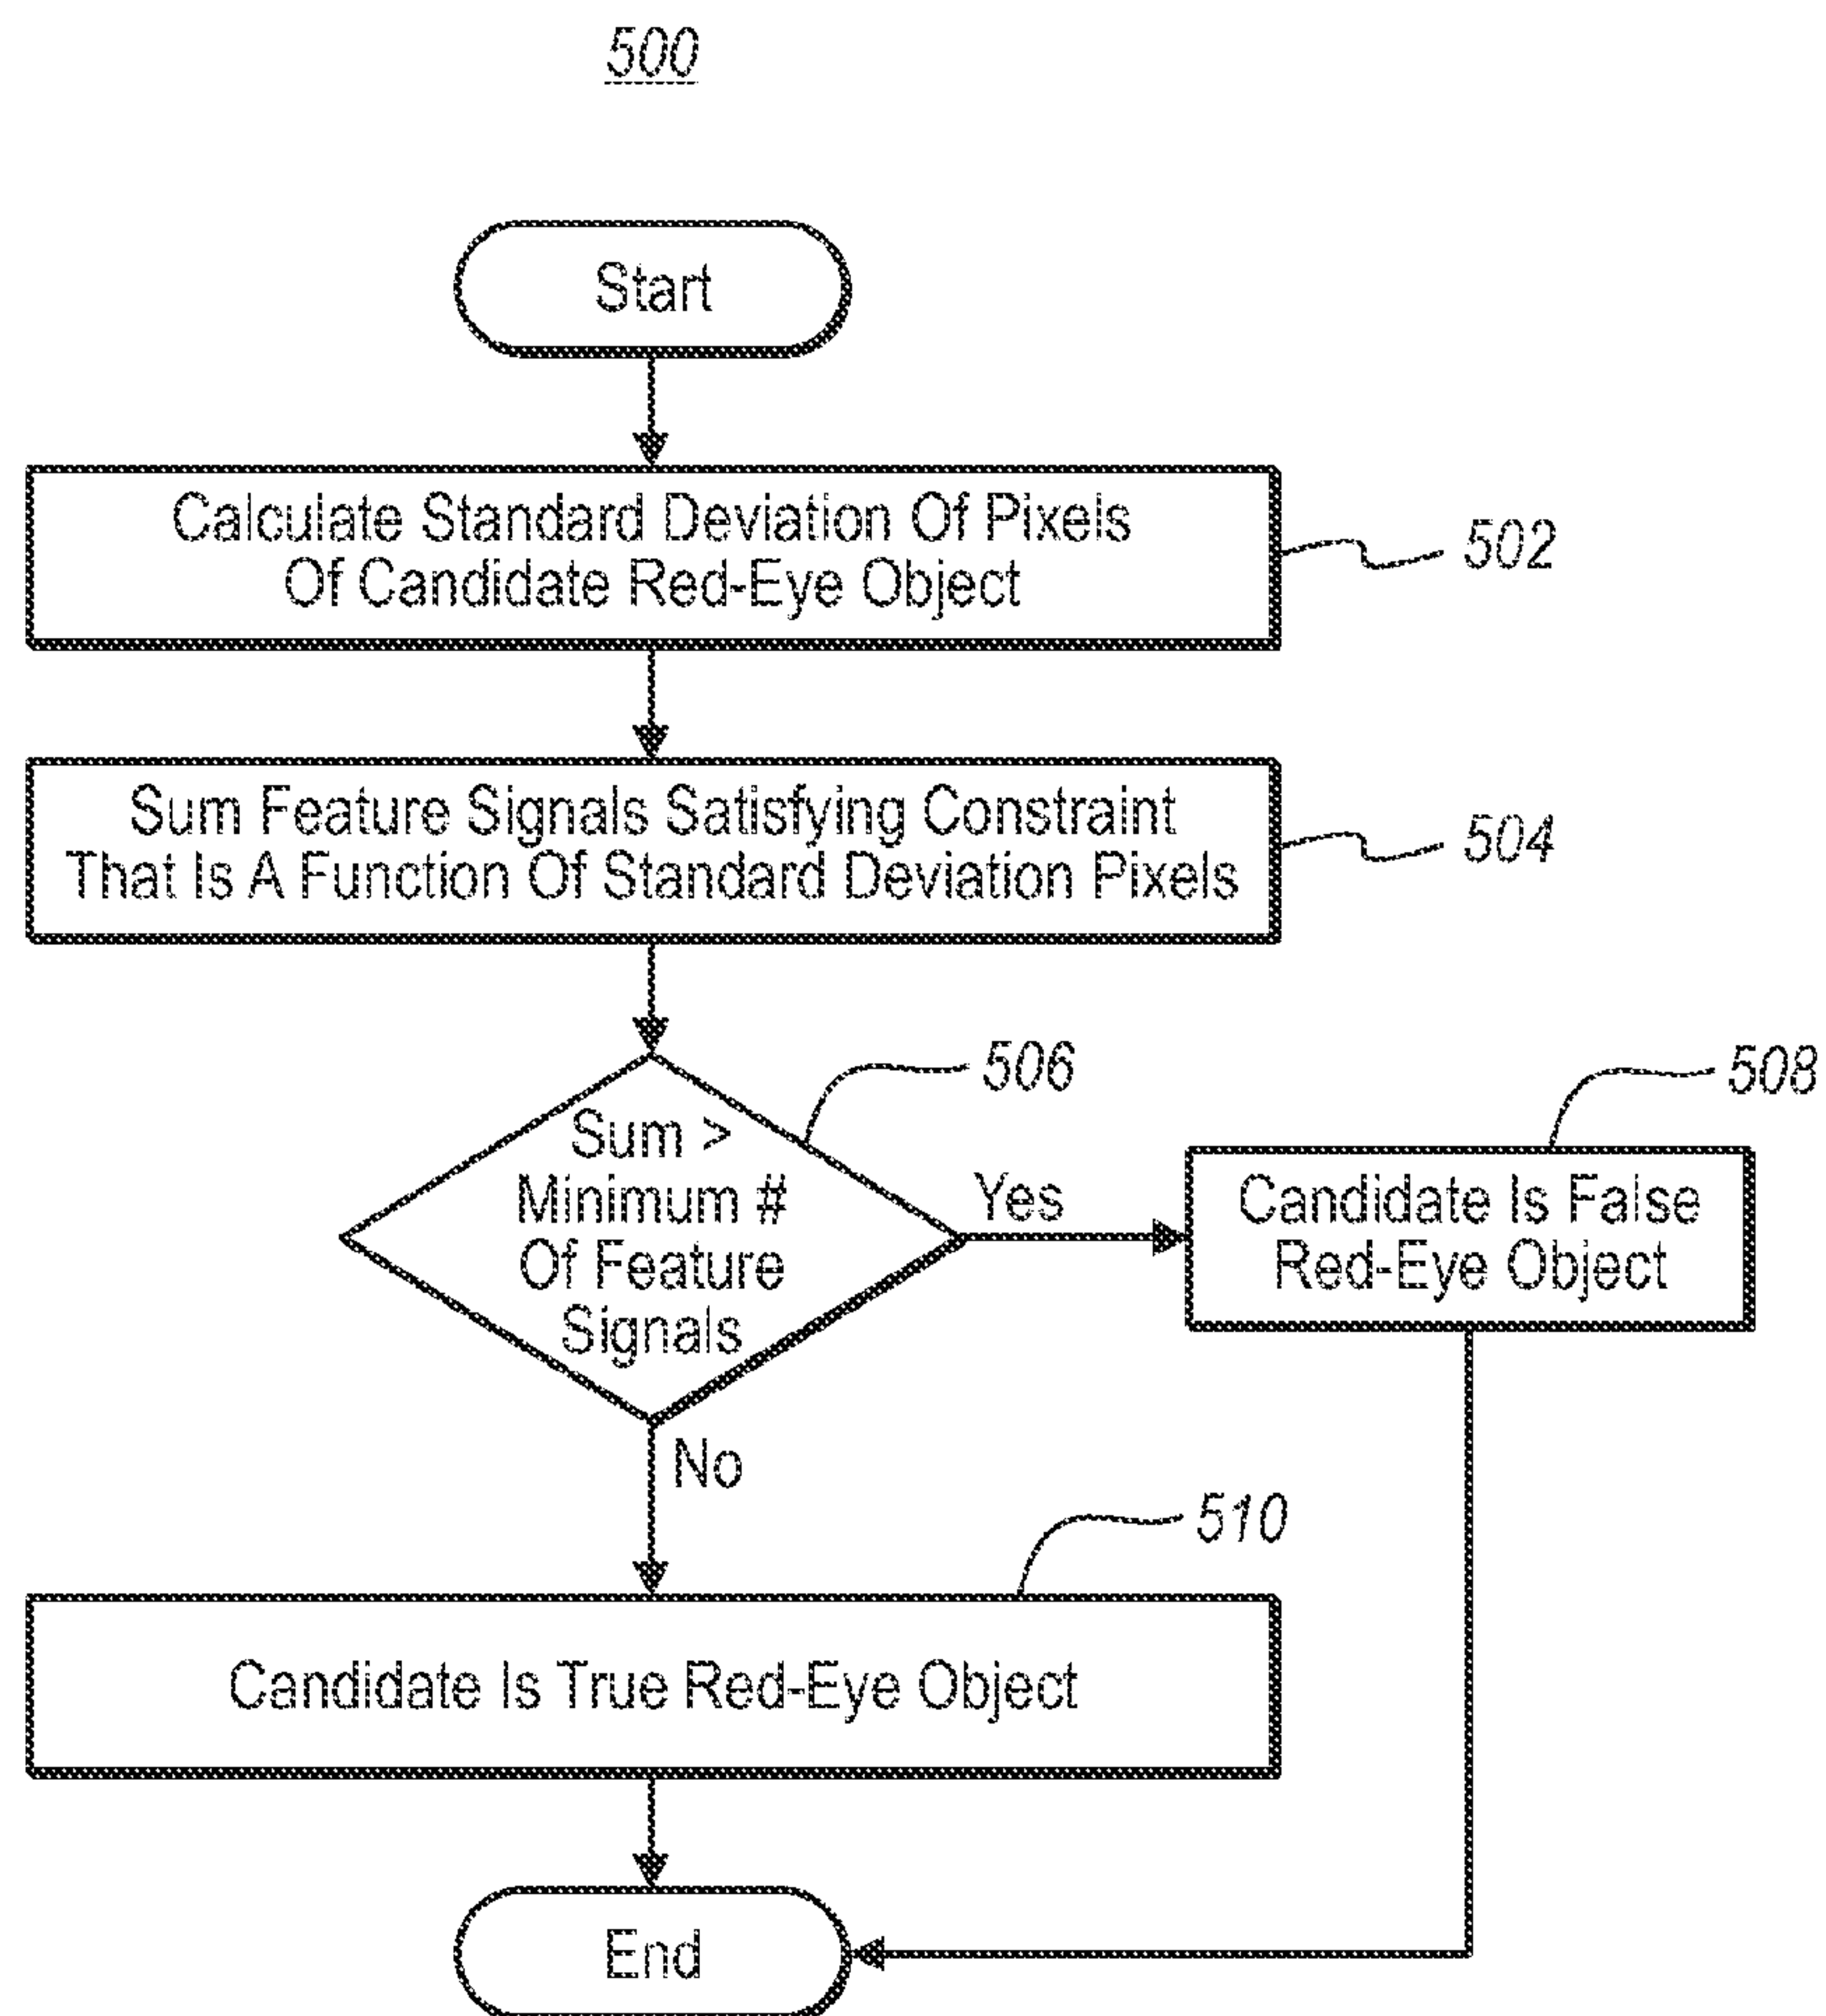 500
Start
Calculate Standard Deviation Of Pixels
Of Candidate Red-Eye Object
502
Sum Feature Signals Satisfying Constraint
That Is A Function Of Standard Deviation Pixels
504
506
Sum >
Minimum #
Of Feature
Signals
Yes
508
Candidate Is False
Red-Eye Object
No
510
Candidate Is True Red-Eye Object
End